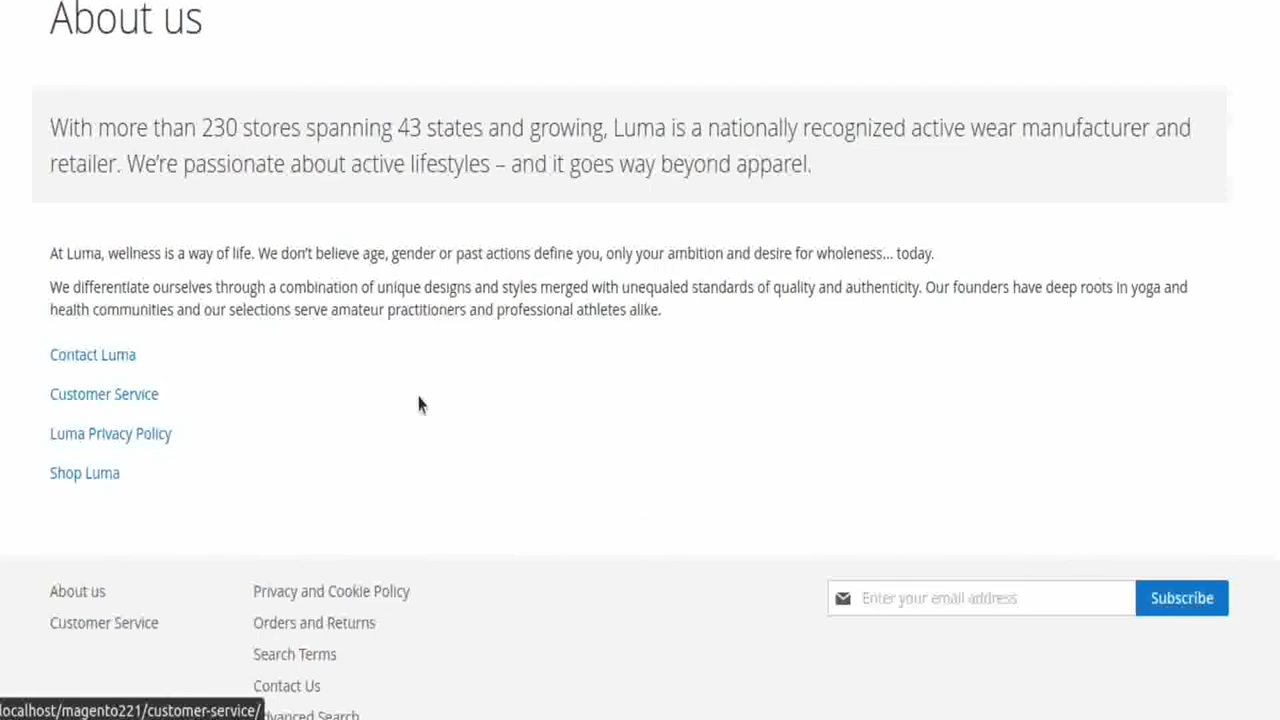 About us
With more than 230 stores spanning 43 states and growing, Luma is a nationally recognized active wear manufacturer and
retailer. We’re passionate about active lifestyles – and it goes way beyond apparel.
At Luma, wellness is a way of life. We don’t believe age, gender or past actions define you, only your ambition and desire for wholeness... today.
We differentiate ourselves through a combination of unique designs and styles merged with unequaled standards of quality and authenticity. Our founders have deep roots in yoga and
health communities and our selections serve amateur practitioners and professional athletes alike.
Contact Luma
Customer Service
Luma Privacy Policy
Shop Luma
About us
Privacy and Cookie Policy
Enter your email address
Subscribe
Customer Service
Orders and Returns
Search Terms
Contact Us
localhost/magento221/customer-service/
dvanced Search